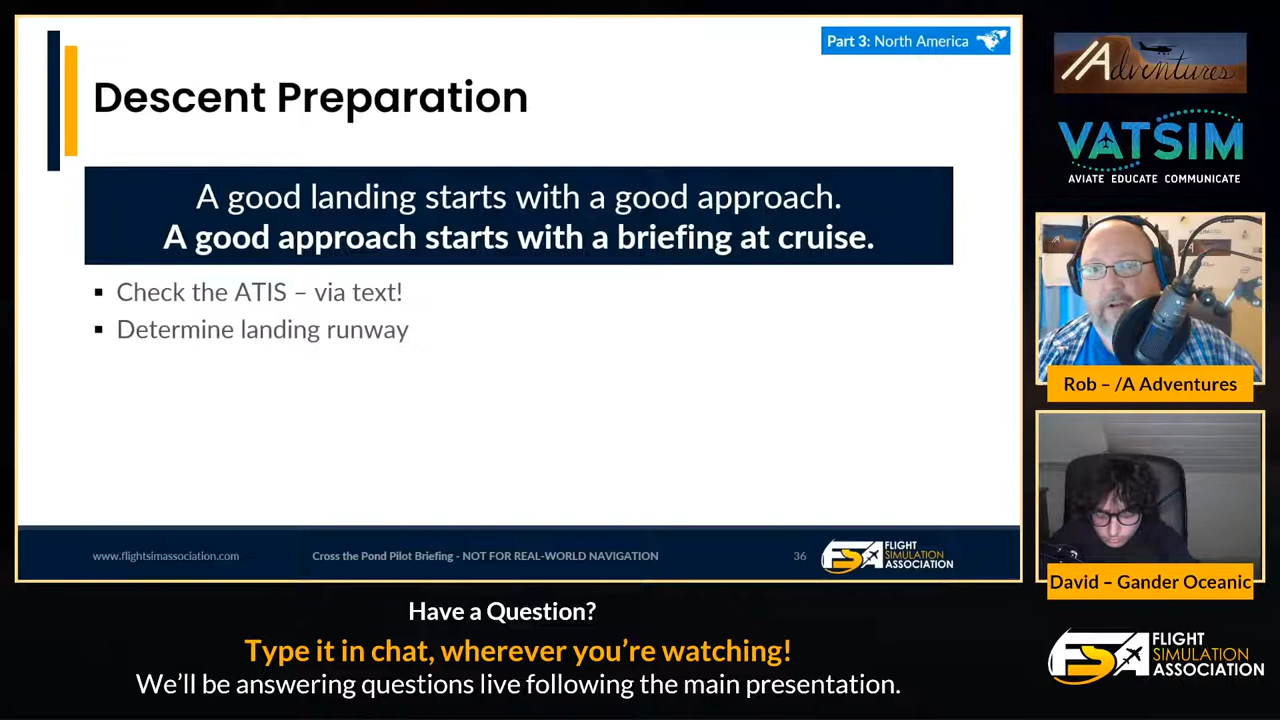 Part 3: North America
Descent Preparation
A good landing starts with a good approach.
A good approach starts with a briefing at cruise.
▪ Check the ATIS – via text!
▪ Determine landing runway
www.flightsimassociation.com
Cross the Pond Pilot Briefing - NOT FOR REAL-WORLD NAVIGATION
36
FSA FLIGHT
SIMULATION
ASSOCIATION
/Adventures
VATSIM
AVIATE EDUCATE COMMUNICATE
Rob – /A Adventures
David – Gander Oceanic
Have a Question?
Type it in chat, wherever you’re watching!
We’ll be answering questions live following the main presentation.
FSA FLIGHT
SIMULATION
ASSOCIATION